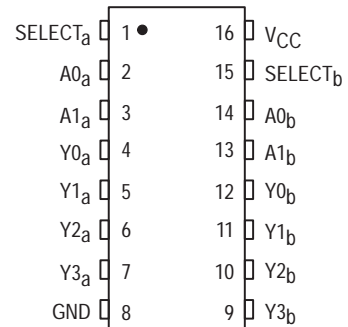 SELECTa 1 16 VCC
A0a 2 15 SELECTb
A1a 3 14 A0b
Y0a 4 13 A1b
Y1a 5 12 Y0b
Y2a 6 11 Y1b
Y3a 7 10 Y2b
GND 8 9 Y3b